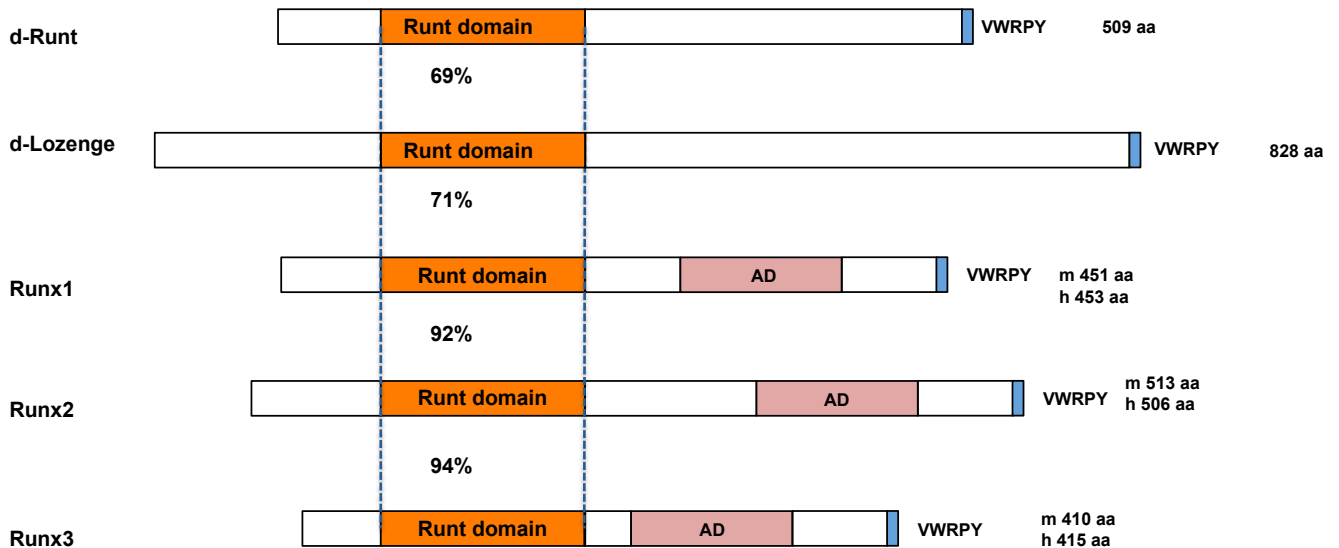 d-Runt
Runt domain
VWRPY
509 aa
69%
d-Lozenge
Runt domain
VWRPY
828 aa
71%
Runx1
Runt domain
AD
VWRPY
m 451 aa
h 453 aa
92%
Runx2
Runt domain
AD
VWRPY
m 513 aa
h 506 aa
94%
Runx3
Runt domain
AD
VWRPY
m 410 aa
h 415 aa